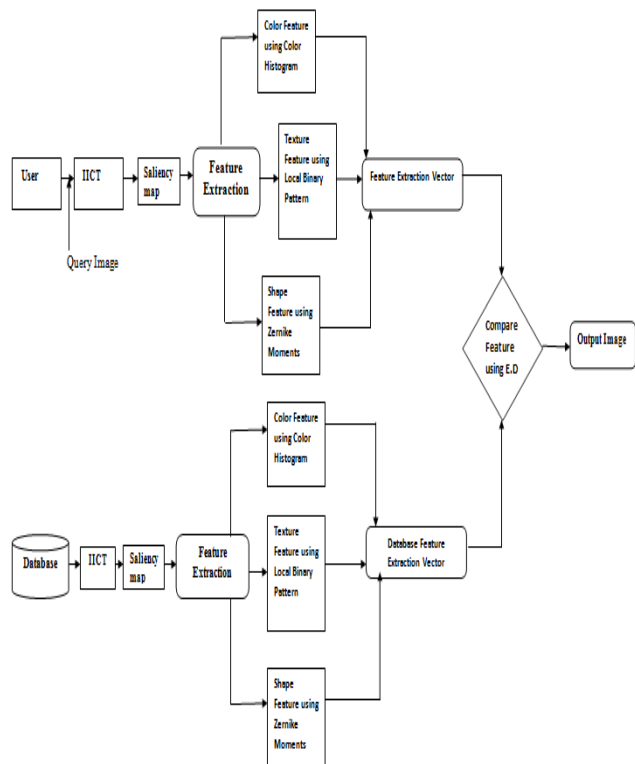 Color Feature
using Color
Histogram
User
IICT
Saliency
map
Feature
Extraction
Texture
Feature using
Local Binary
Pattern
Feature Extraction Vector
Query Image
Shape
Feature using
Zernike
Moments
Compare
Feature
using E.D
Output Image
Color Feature
using Color
Histogram
Database
IICT
Saliency
map
Feature
Extraction
Texture
Feature using
Local Binary
Pattern
Database Feature
Extraction Vector
Shape
Feature using
Zernike
Moments